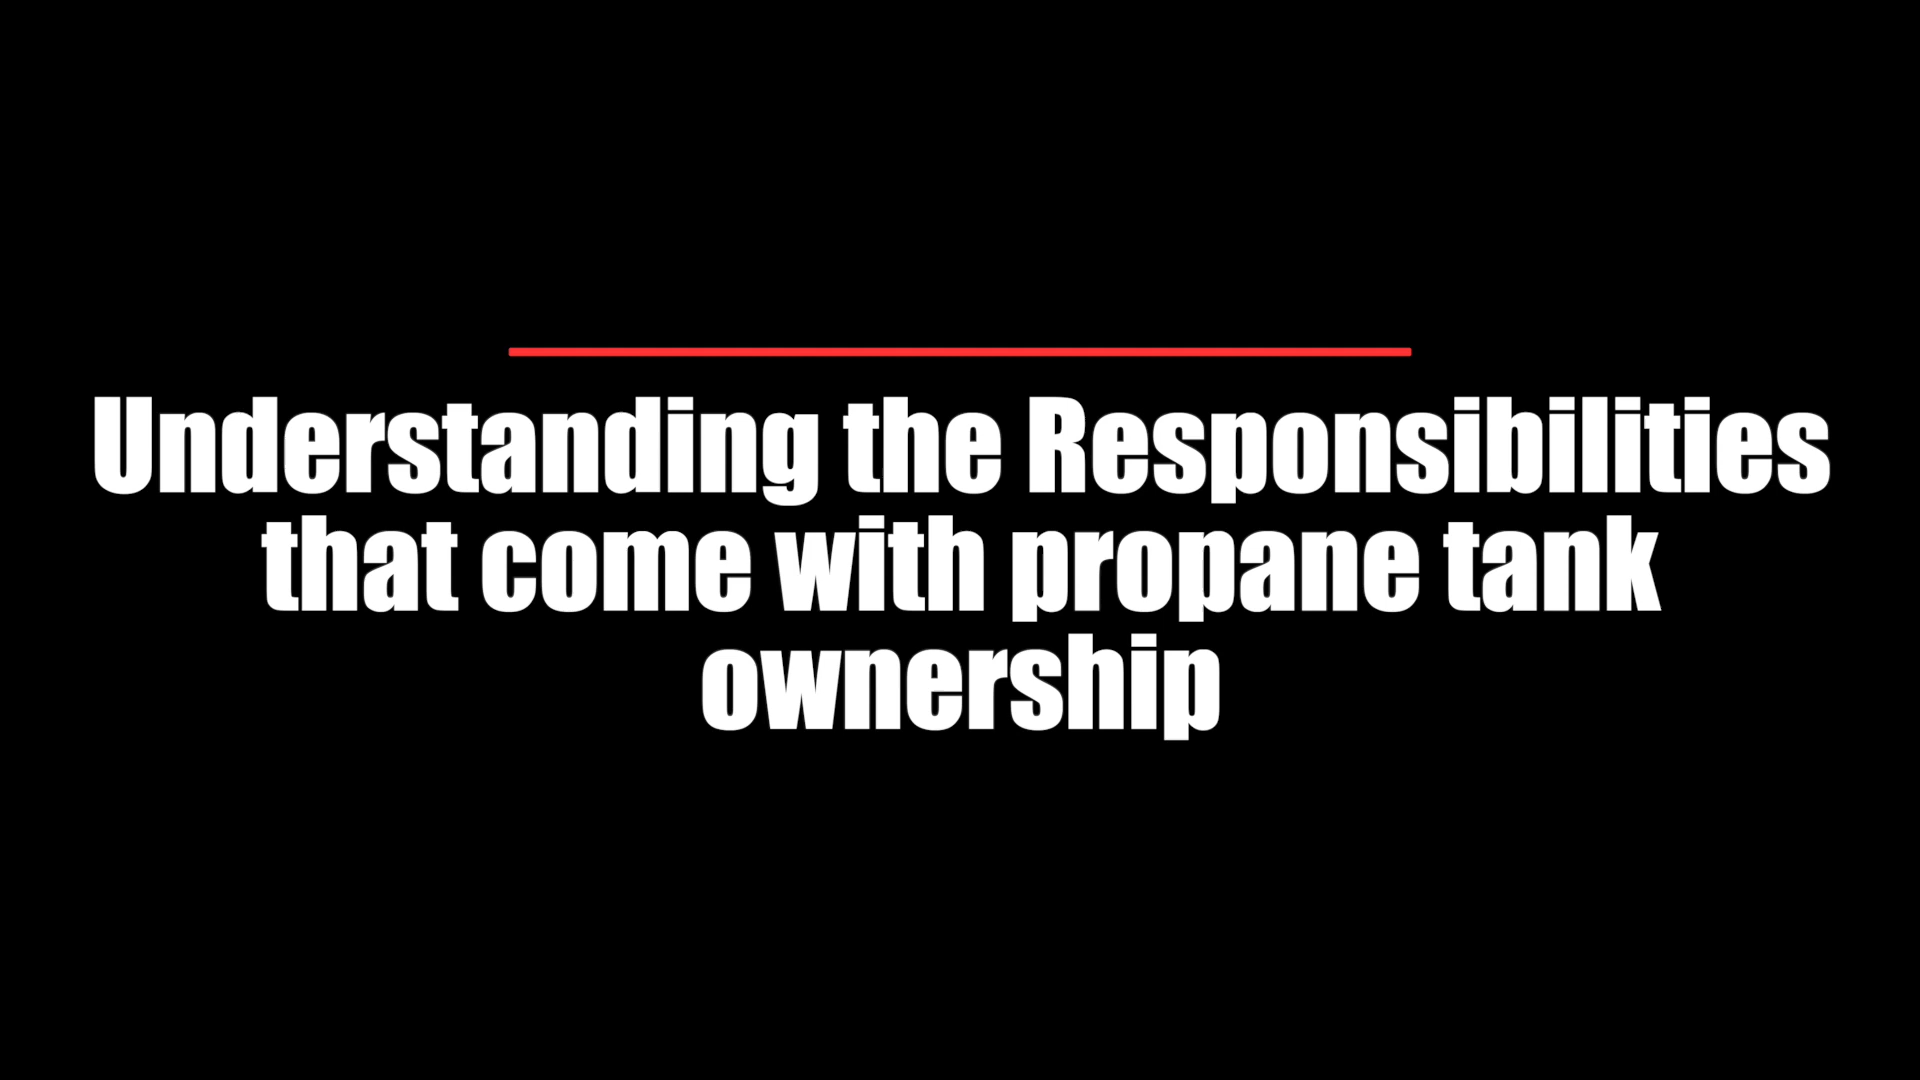 Understanding the Responsibilities
that come with propane tank
ownership